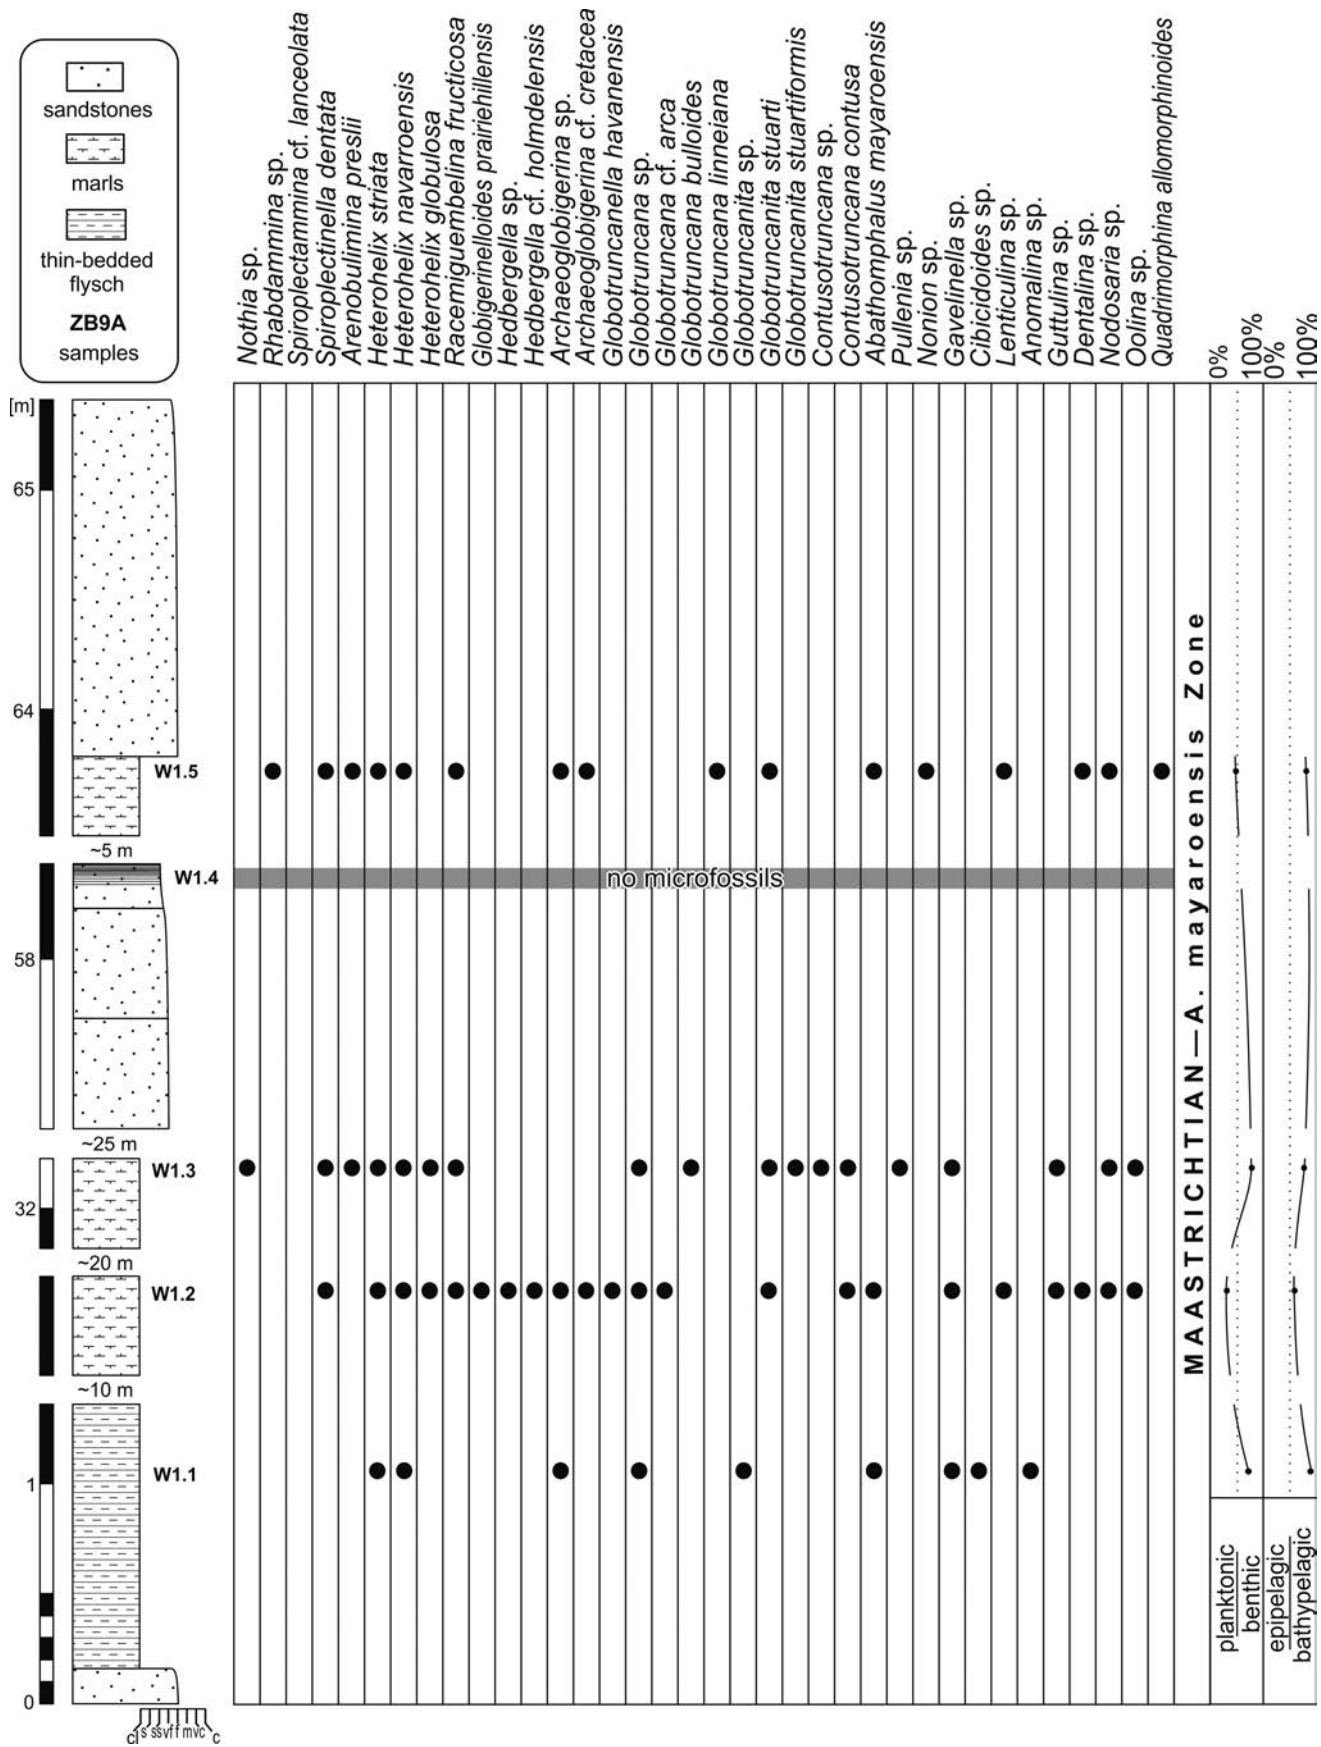 sandstones
marls
thin-bedded
flysch
ZB9A
samples
Nothia sp.
Rhabdammina sp.
Spiroplectammina cf. lanceolata
Spiroplectinella dentata
Arenobulimina preslii
Heterohelix striata
Heterohelix navarroensis
Heterohelix globulosa
Racemiguembelina fructicosa
Globigerinelloides prairiehillensis
Hedbergella sp.
Hedbergella cf. holmdelensis
Archaeoglobigerina sp.
Archaeoglobigerina cf. cretacea
Globotruncanella havanensis
Globotruncana sp.
Globotruncana cf. arca
Globotruncana bulloides
Globotruncana linneiana
Globotruncanita sp.
Globotruncanita stuarti
Globotruncanita stuartiformis
Contusotruncana sp.
Contusotruncana contusa
Abathomphalus mayaroensis
Pullenia sp.
Nonion sp.
Gavelinella sp.
Cibicidoides sp.
Lenticulina sp.
Anomalina sp.
Guttulina sp.
Dentalina sp.
Nodosaria sp.
Oolina sp.
Quadrimorphina allomorphinoides
0%
100%
0%
100%
[m]
65
64
W1.5
~5 m
W1.4
no microfossils
58
~25 m
W1.3
32
~20 m
W1.2
~10 m
W1.1
1
0
MAASTRICHTIAN—A. mayaroensis Zone
planktonic
benthic
epipelagic
bathypelagic
cl s ss vf f m vc c